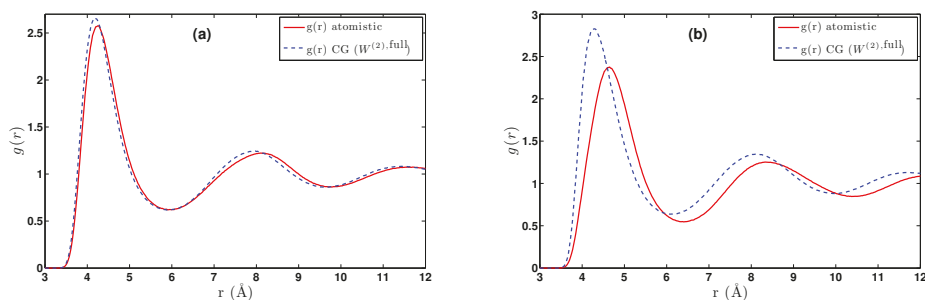 (a)
g(r) atomistic
g(r) CG (W^(2),full)
g(r)
2.5
2
1.5
1
0.5
0
3 4 5 6 7 8 9 10 11 12
r (Å)
(b)
g(r) atomistic
g(r) CG (W^(2),full)
g(r)
3
2.5
2
1.5
1
0.5
0
3 4 5 6 7 8 9 10 11 12
r (Å)